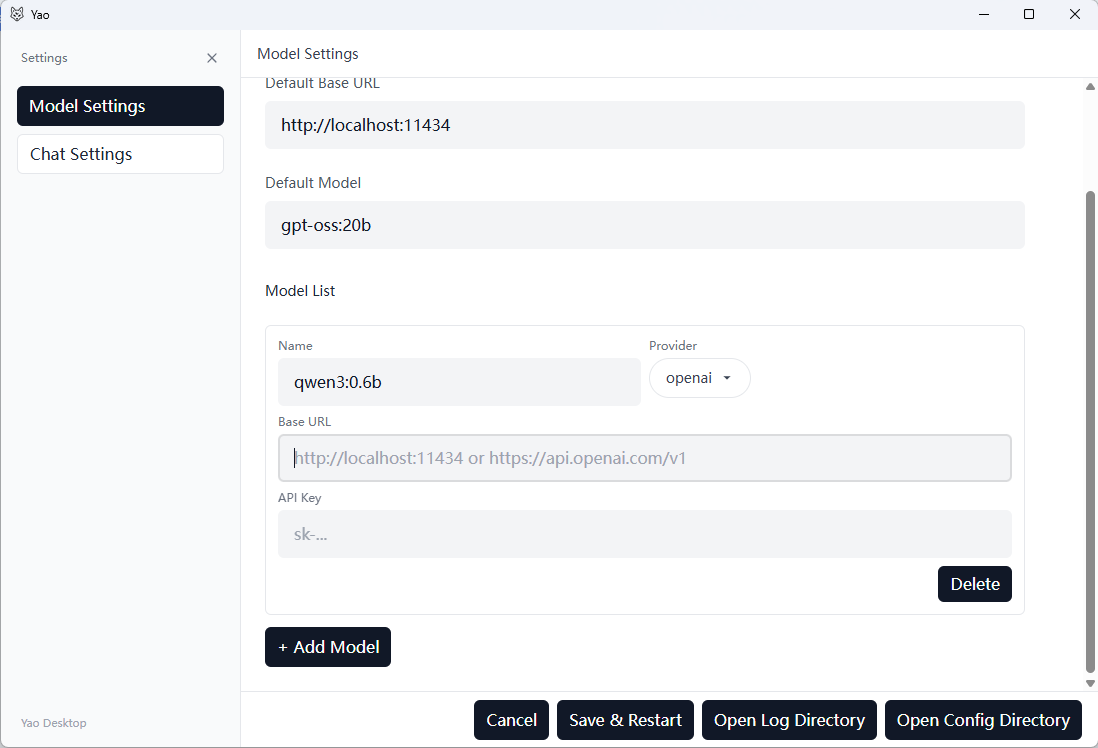 Yao
Settings
Model Settings
Chat Settings
Yao Desktop
Model Settings
Default Base URL
http://localhost:11434
Default Model
gpt-oss:20b
Model List
Name
Provider
qwen3:0.6b
openai
Base URL
http://localhost:11434 or https://api.openai.com/v1
API Key
sk-...
Delete
+ Add Model
Cancel
Save & Restart
Open Log Directory
Open Config Directory